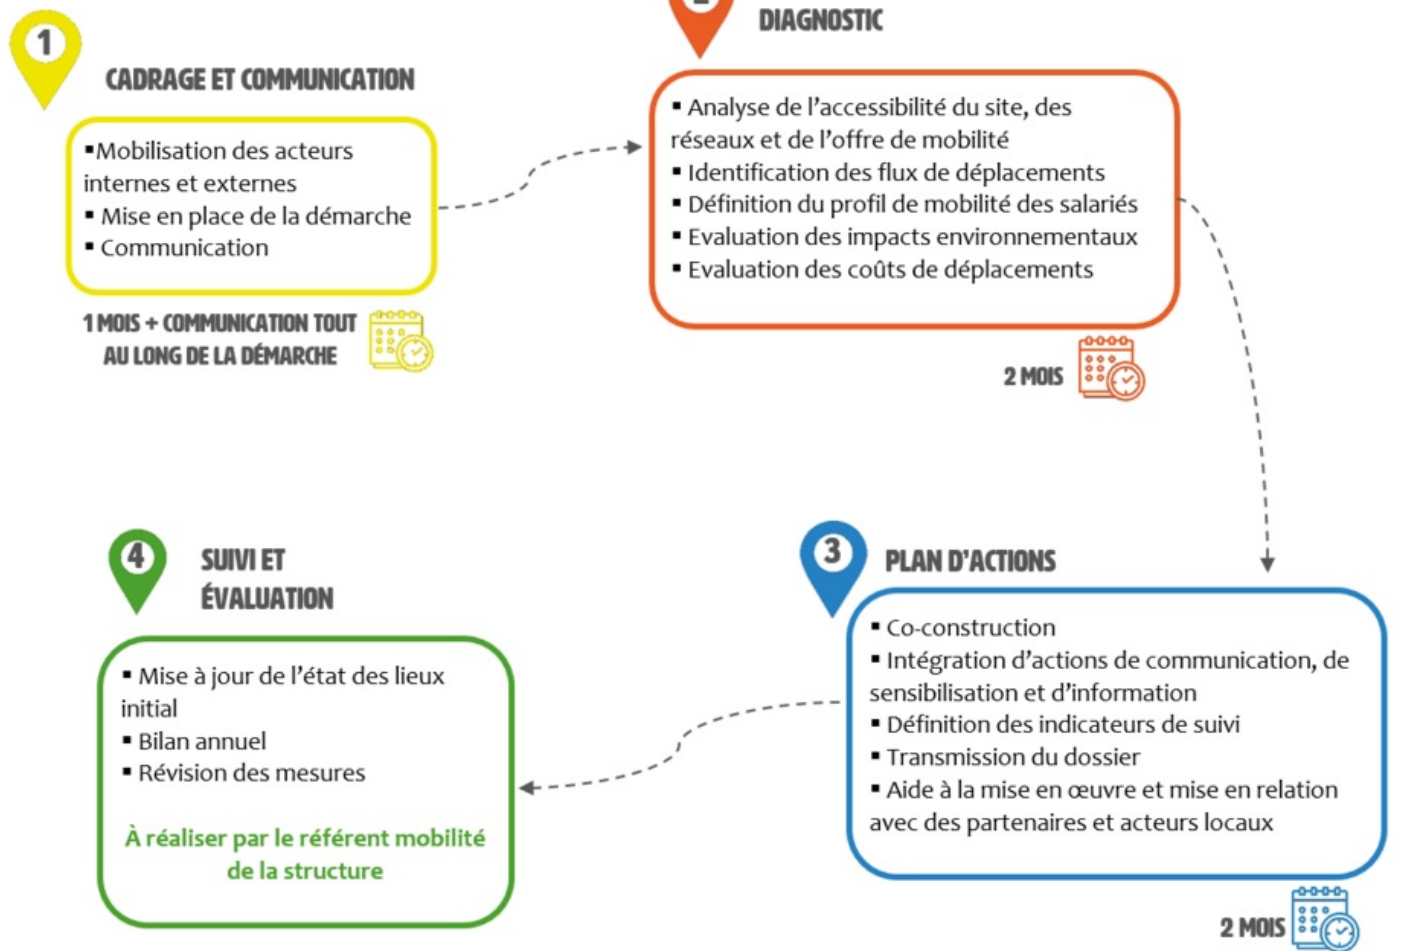 1
CADRAGE ET COMMUNICATION
▪Mobilisation des acteurs
internes et externes
▪ Mise en place de la démarche
▪ Communication
1 MOIS + COMMUNICATION TOUT
AU LONG DE LA DÉMARCHE
DIAGNOSTIC
▪ Analyse de l’accessibilité du site, des
réseaux et de l’offre de mobilité
▪ Identification des flux de déplacements
▪ Définition du profil de mobilité des salariés
▪ Evaluation des impacts environnementaux
▪ Evaluation des coûts de déplacements
2 MOIS
3
PLAN D’ACTIONS
▪ Co-construction
▪ Intégration d’actions de communication, de
sensibilisation et d’information
▪ Définition des indicateurs de suivi
▪ Transmission du dossier
▪ Aide à la mise en œuvre et mise en relation
avec des partenaires et acteurs locaux
2 MOIS
4
SUIVI ET
ÉVALUATION
▪ Mise à jour de l’état des lieux
initial
▪ Bilan annuel
▪ Révision des mesures
À réaliser par le référent mobilité
de la structure